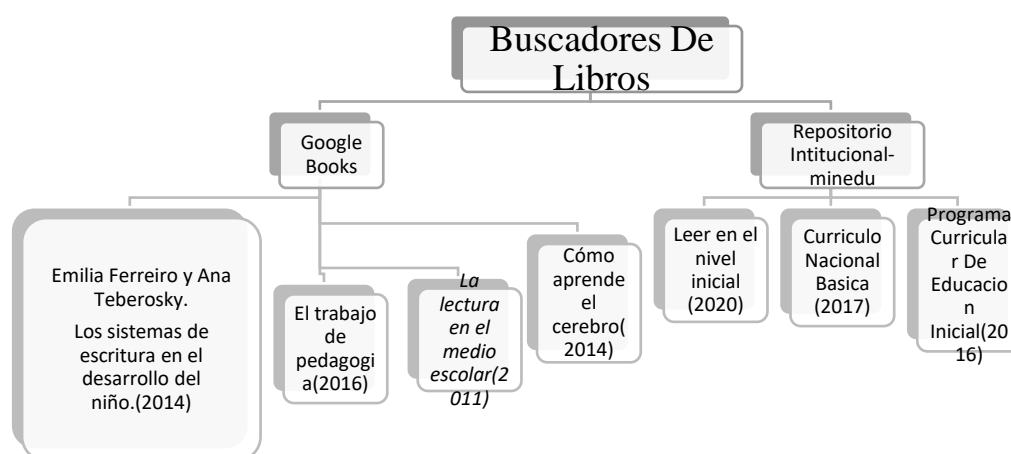 Buscadores De
Libros
Google
Books
Repositorio
Intitucional-
minedu
Emilia Ferreiro y Ana
Teberosky.
Los sistemas de
escritura en el
desarrollo del
niño.(2014)
El trabajo
de
pedagogi
a(2016)
La
lectura
en el
medio
escolar(2
011)
Cómo
aprende
el
cerebro(
2014)
Leer en el
nivel
inicial
(2020)
Curriculo
Nacional
Basica
(2017)
Programa
Curricula
r De
Educacio
n
Inicial(20
16)